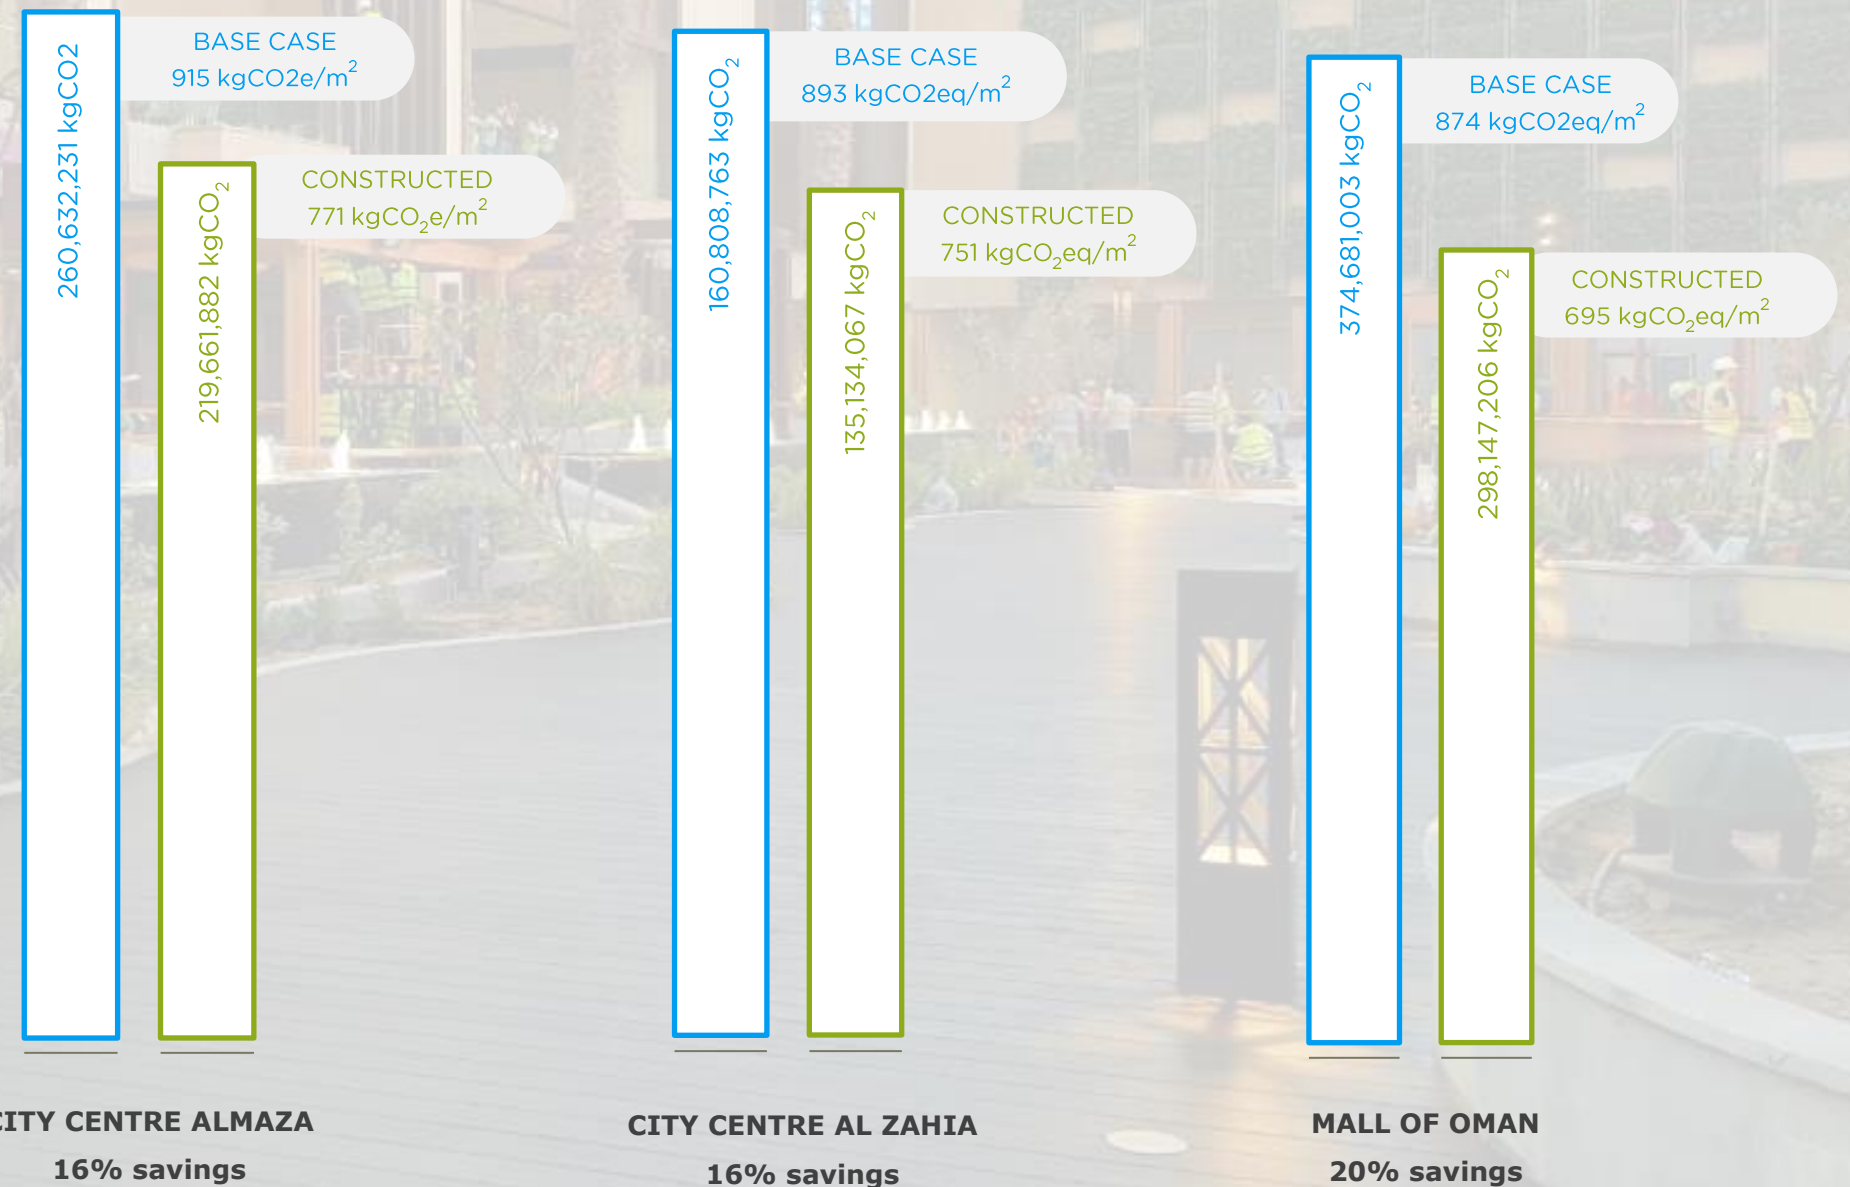 260,632,231 kgCO2
BASE CASE
915 kgCO2e/m²
219,661,882 kgCO₂
CONSTRUCTED
771 kgCO₂e/m²
CITY CENTRE ALMAZA
16% savings
160,808,763 kgCO₂
BASE CASE
893 kgCO2eq/m²
135,134,067 kgCO₂
CONSTRUCTED
751 kgCO₂eq/m²
CITY CENTRE AL ZAHIA
16% savings
374,681,003 kgCO₂
BASE CASE
874 kgCO2eq/m²
298,147,206 kgCO₂
CONSTRUCTED
695 kgCO₂eq/m²
MALL OF OMAN
20% savings